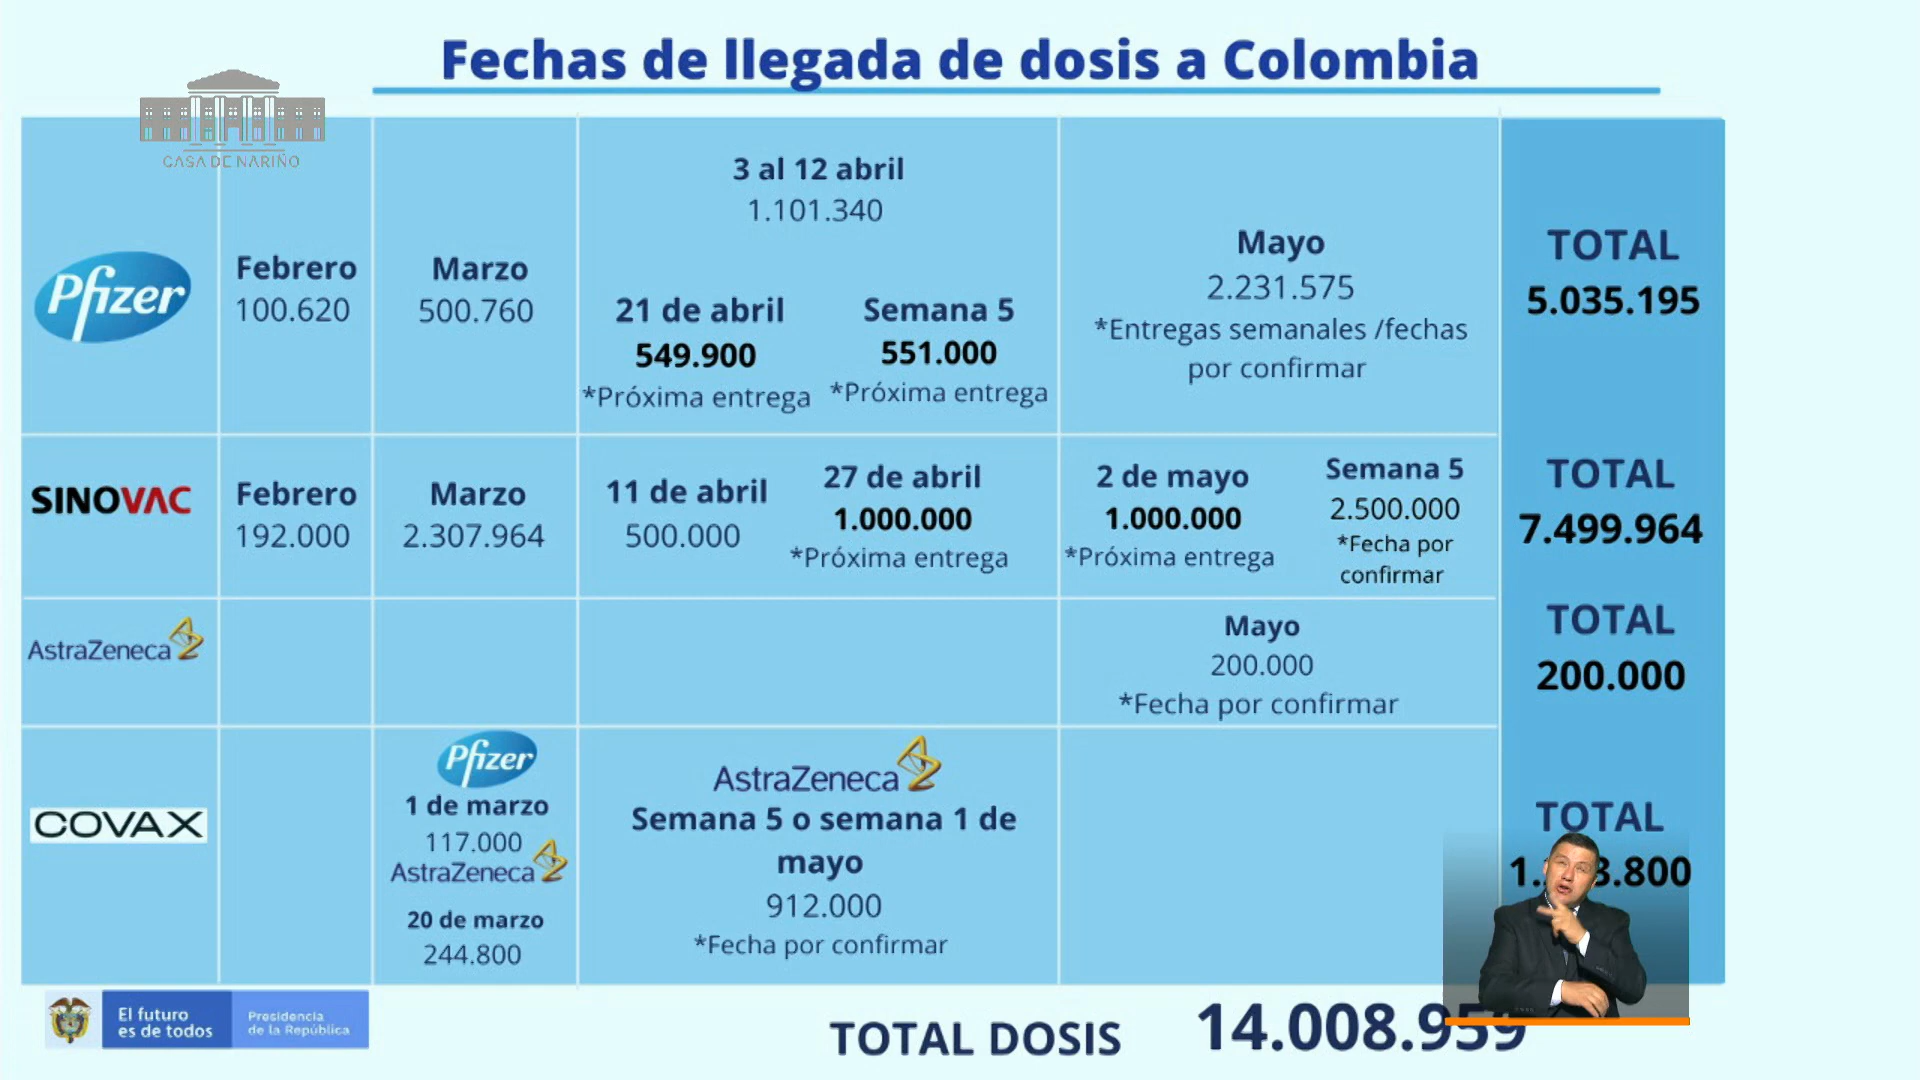 Fechas de llegada de dosis a Colombia
CASA DE NARIÑO
Pfizer
Febrero
100.620
Marzo
500.760
3 al 12 abril
1.101.340
21 de abril
549.900
*Próxima entrega
Semana 5
551.000
*Próxima entrega
Mayo
2.231.575
*Entregas semanales /fechas
por confirmar
TOTAL
5.035.195
SINOVAC
Febrero
192.000
Marzo
2.307.964
11 de abril
500.000
27 de abril
1.000.000
*Próxima entrega
2 de mayo
1.000.000
*Próxima entrega
Semana 5
2.500.000
*Fecha por
confirmar
TOTAL
7.499.964
AstraZeneca
Mayo
200.000
*Fecha por confirmar
TOTAL
200.000
COVAX
Pfizer
1 de marzo
117.000
AstraZeneca
20 de marzo
244.800
AstraZeneca
Semana 5 o semana 1 de
mayo
912.000
*Fecha por confirmar
TOTAL
El futuro
es de todos
Presidencia
de la República
TOTAL DOSIS
14.008.959